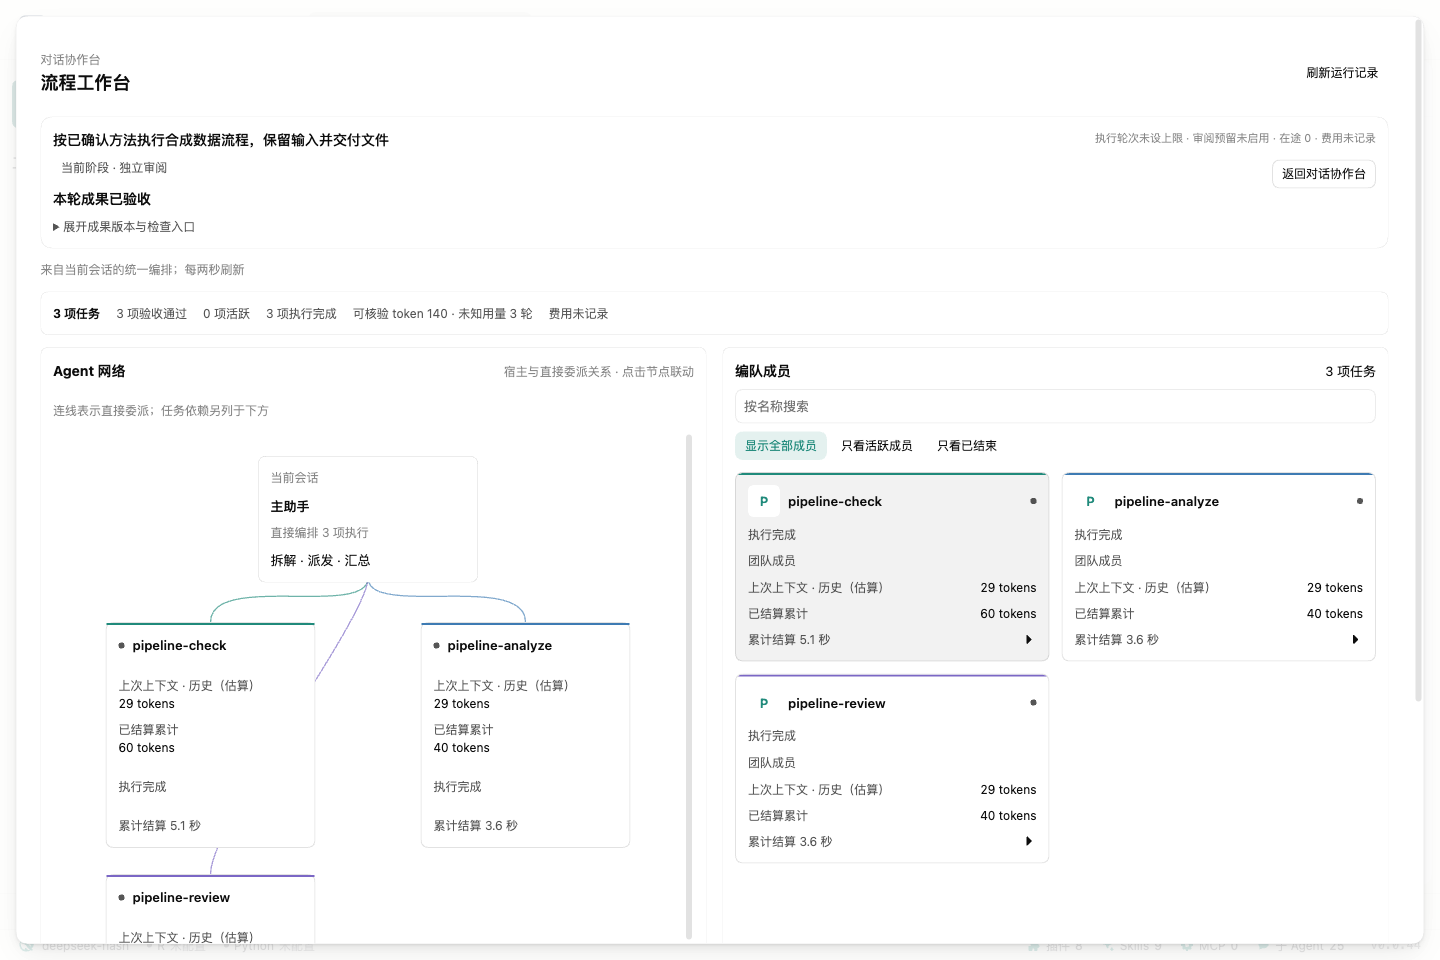 对话协作台
流程工作台
刷新运行记录
按已确认方法执行合成数据流程，保留输入并交付文件
执行轮次未设上限 · 审阅预留未启用 · 在途 0 · 费用未记录
当前阶段 · 独立审阅
返回对话协作台
本轮成果已验收
展开成果版本与检查入口
来自当前会话的统一编排；每两秒刷新
3 项任务 3 项验收通过 0 项活跃 3 项执行完成 可核验 token 140 · 未知用量 3 轮 费用未记录
Agent 网络
宿主与直接委派关系 · 点击节点联动
连线表示直接委派；任务依赖另列于下方
当前会话
主助手
直接编排 3 项执行
拆解 · 派发 · 汇总
pipeline-check
上次上下文 · 历史（估算）
29 tokens
已结算累计
60 tokens
执行完成
累计结算 5.1 秒
pipeline-analyze
上次上下文 · 历史（估算）
29 tokens
已结算累计
40 tokens
执行完成
累计结算 3.6 秒
pipeline-review
上次上下文 · 历史（估算）
编队成员
3 项任务
按名称搜索
显示全部成员 只看活跃成员 只看已结束
P pipeline-check
执行完成
团队成员
上次上下文 · 历史（估算） 29 tokens
已结算累计 60 tokens
累计结算 5.1 秒
P pipeline-analyze
执行完成
团队成员
上次上下文 · 历史（估算） 29 tokens
已结算累计 40 tokens
累计结算 3.6 秒
P pipeline-review
执行完成
团队成员
上次上下文 · 历史（估算） 29 tokens
已结算累计 40 tokens
累计结算 3.6 秒